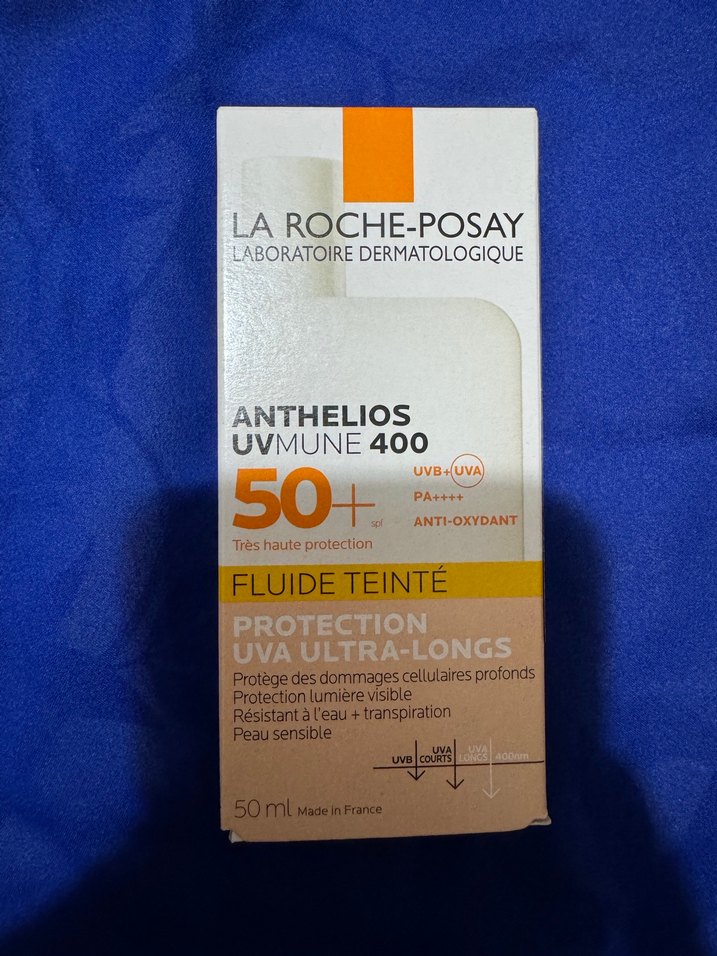 LA ROCHE-POSAY
LABORATOIRE DERMATOLOGIQUE
ANTHELIOS
UVMUNE 400
50+ spf
UVB+UVA
PA++++
ANTI-OXYDANT
Très haute protection
FLUIDE TEINTÉ
PROTECTION
UVA ULTRA-LONGS
Protège des dommages cellulaires profonds
Protection lumière visible
Résistant à l'eau + transpiration
Peau sensible
UVB
UVA COURTS
UVA LONGS
400nm
50 ml Made in France